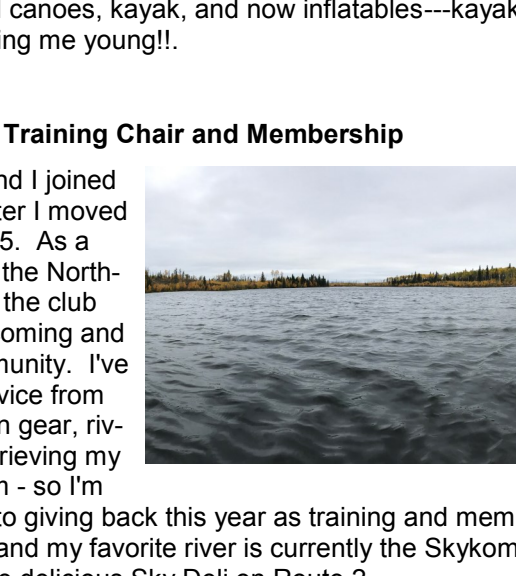 canoes, kayak, and now inflatables---kayak
ing me young!!.
Training Chair and Membership
nd I joined
ter I moved
5. As a
the North-
the club
oming and
munity. I've
vice from
n gear, riv-
rieving my
- so I'm
to giving back this year as training and mem
and my favorite river is currently the Skykom
delicious Sky Deli on Route 2